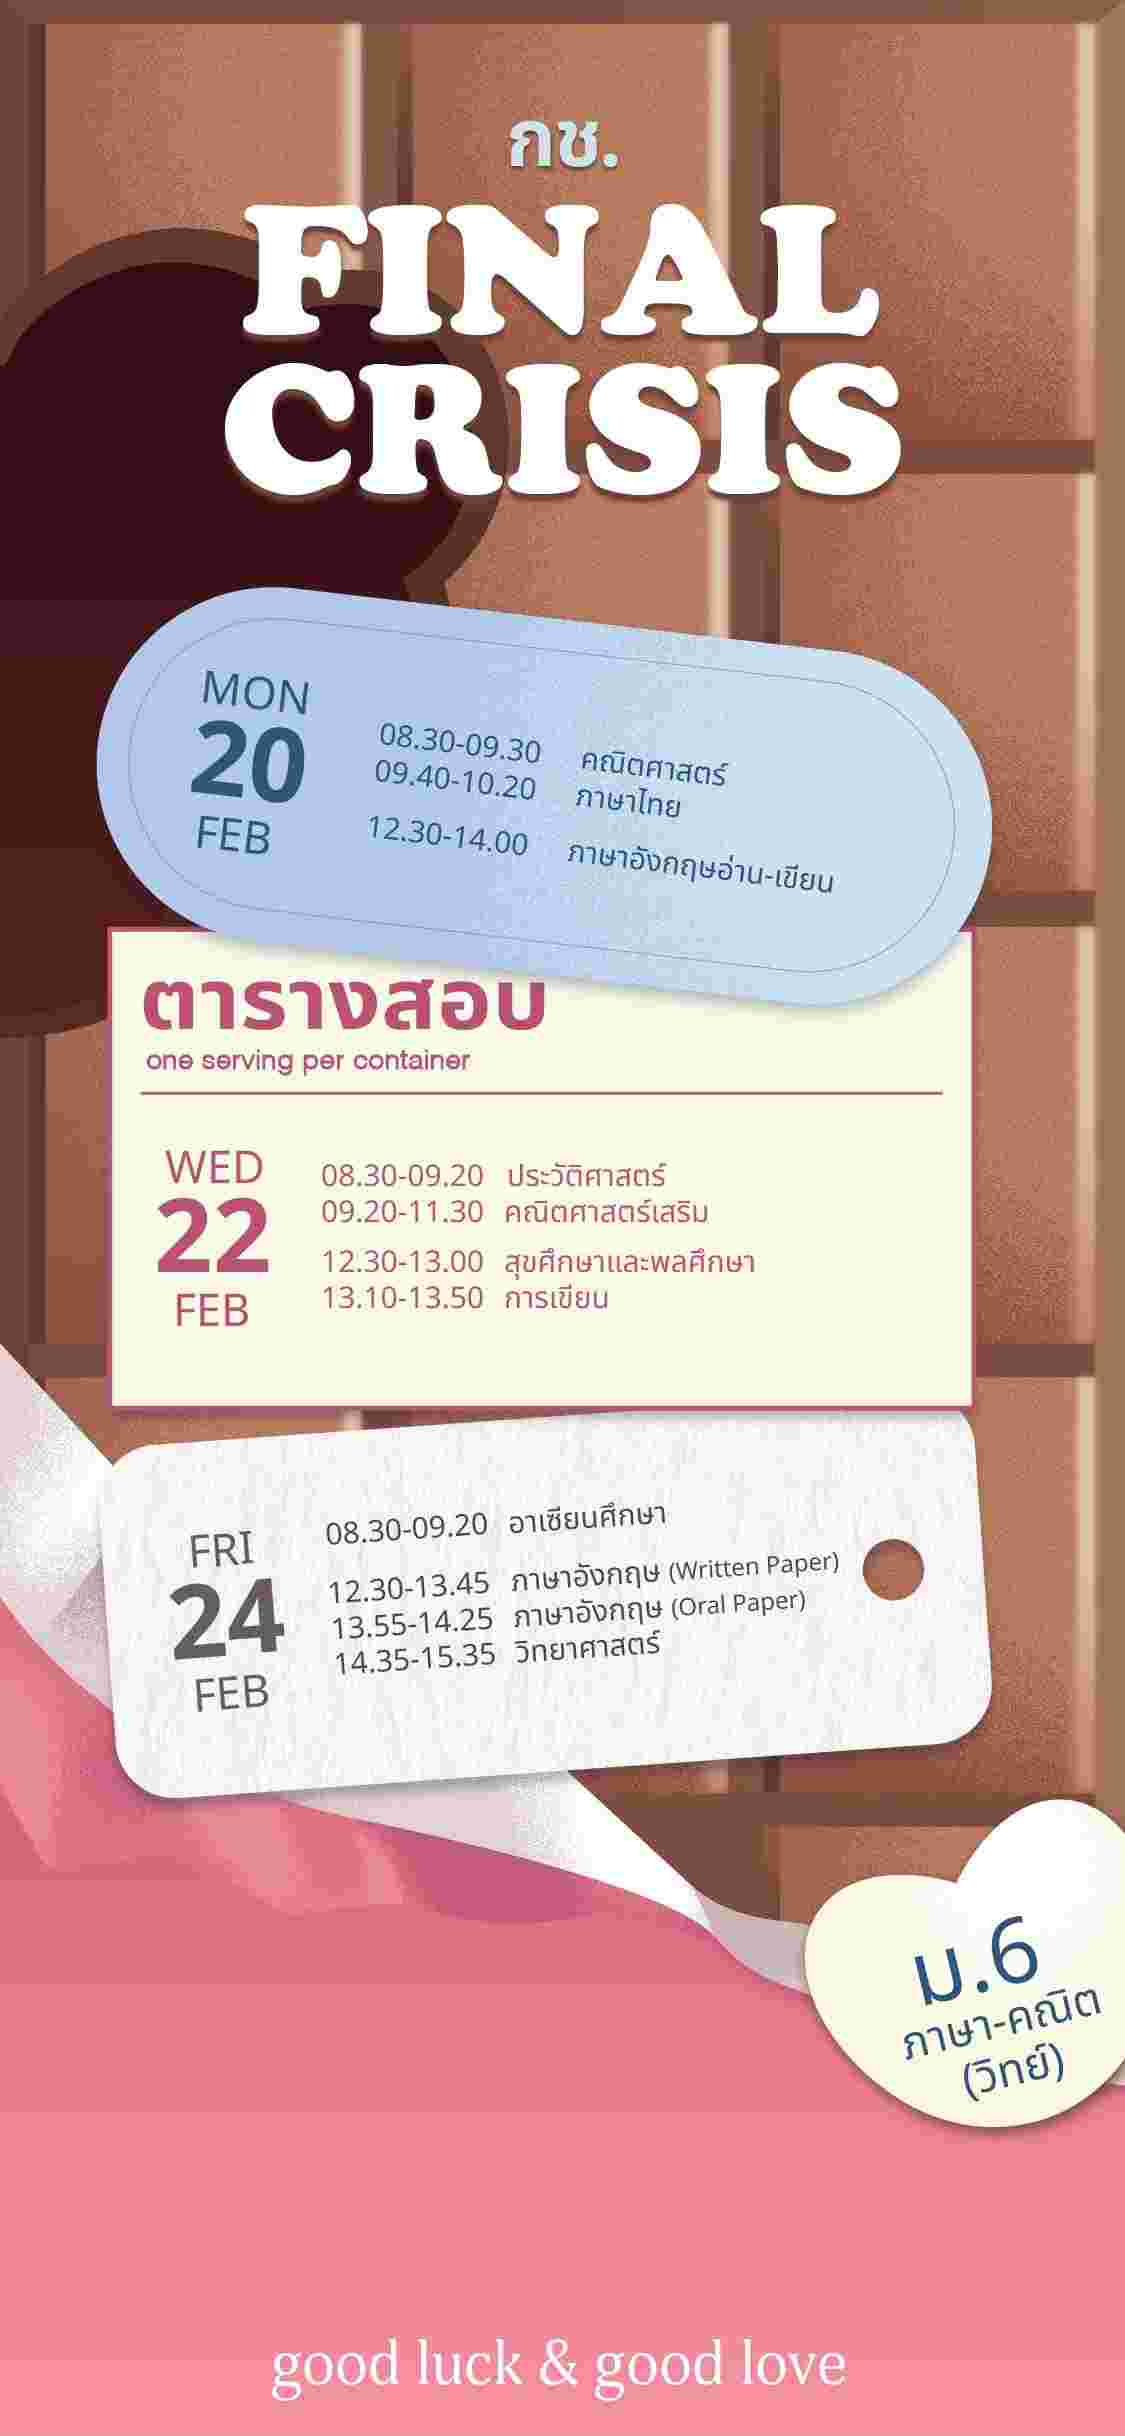 กช.
FINAL
CRISIS
MON
20
FEB
08.30-09.30 คณิตศาสตร์
09.40-10.20 ภาษาไทย
12.30-14.00 ภาษาอังกฤษอ่าน-เขียน
ตารางสอบ
one serving per container
WED
22
FEB
08.30-09.20 ประวัติศาสตร์
09.20-11.30 คณิตศาสตร์เสริม
12.30-13.00 สุขศึกษาและพลศึกษา
13.10-13.50 การเขียน
FRI
24
FEB
08.30-09.20 อาเซียนศึกษา
12.30-13.45 ภาษาอังกฤษ (Written Paper)
13.55-14.25 ภาษาอังกฤษ (Oral Paper)
14.35-15.35 วิทยาศาสตร์
ม.6
ภาษา-คณิต
(วิทย์)
good luck & good love